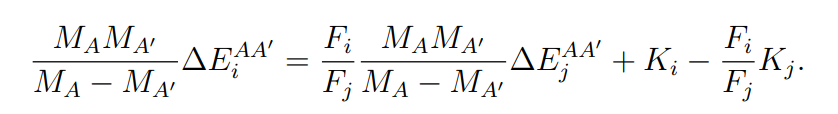 \frac{M_A M_{A'}}{M_A - M_{A'}} \Delta E_i^{AA'} = \frac{F_i}{F_j} \frac{M_A M_{A'}}{M_A - M_{A'}} \Delta E_j^{AA'} + K_i - \frac{F_i}{F_j} K_j.